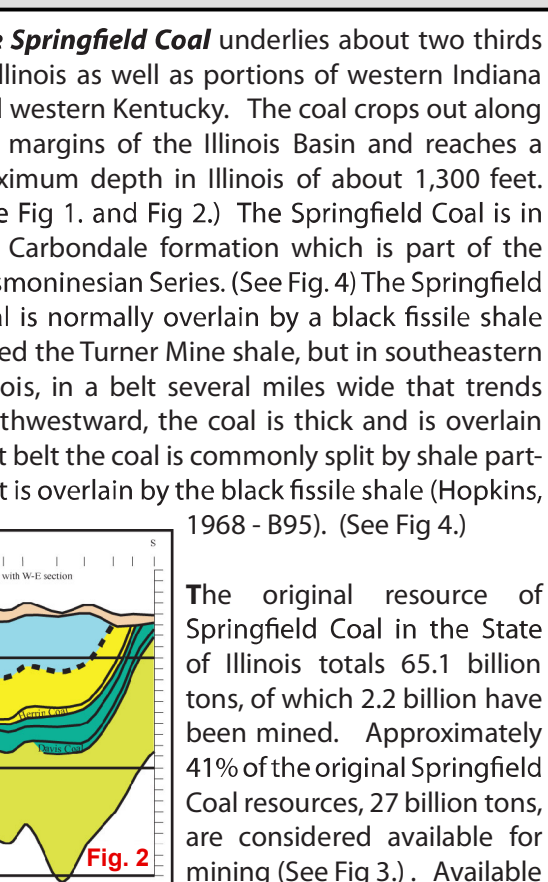 e Springfield Coal underlies about two thirds
llinois as well as portions of western Indiana
l western Kentucky. The coal crops out along
margins of the Illinois Basin and reaches a
ximum depth in Illinois of about 1,300 feet.
e Fig 1. and Fig 2.) The Springfield Coal is in
Carbondale formation which is part of the
smoninesian Series. (See Fig. 4) The Springfield
al is normally overlain by a black fissile shale
ed the Turner Mine shale, but in southeastern
ois, in a belt several miles wide that trends
thwestward, the coal is thick and is overlain
t belt the coal is commonly split by shale part-
t is overlain by the black fissile shale (Hopkins,
1968 - B95). (See Fig 4.)
S
with W-E section
Herrin Coal
Davis Coal
Fig. 2
The original resource of
Springfield Coal in the State
of Illinois totals 65.1 billion
tons, of which 2.2 billion have
been mined. Approximately
41% of the original Springfield
Coal resources, 27 billion tons,
are considered available for
mining (See Fig 3.) . Available